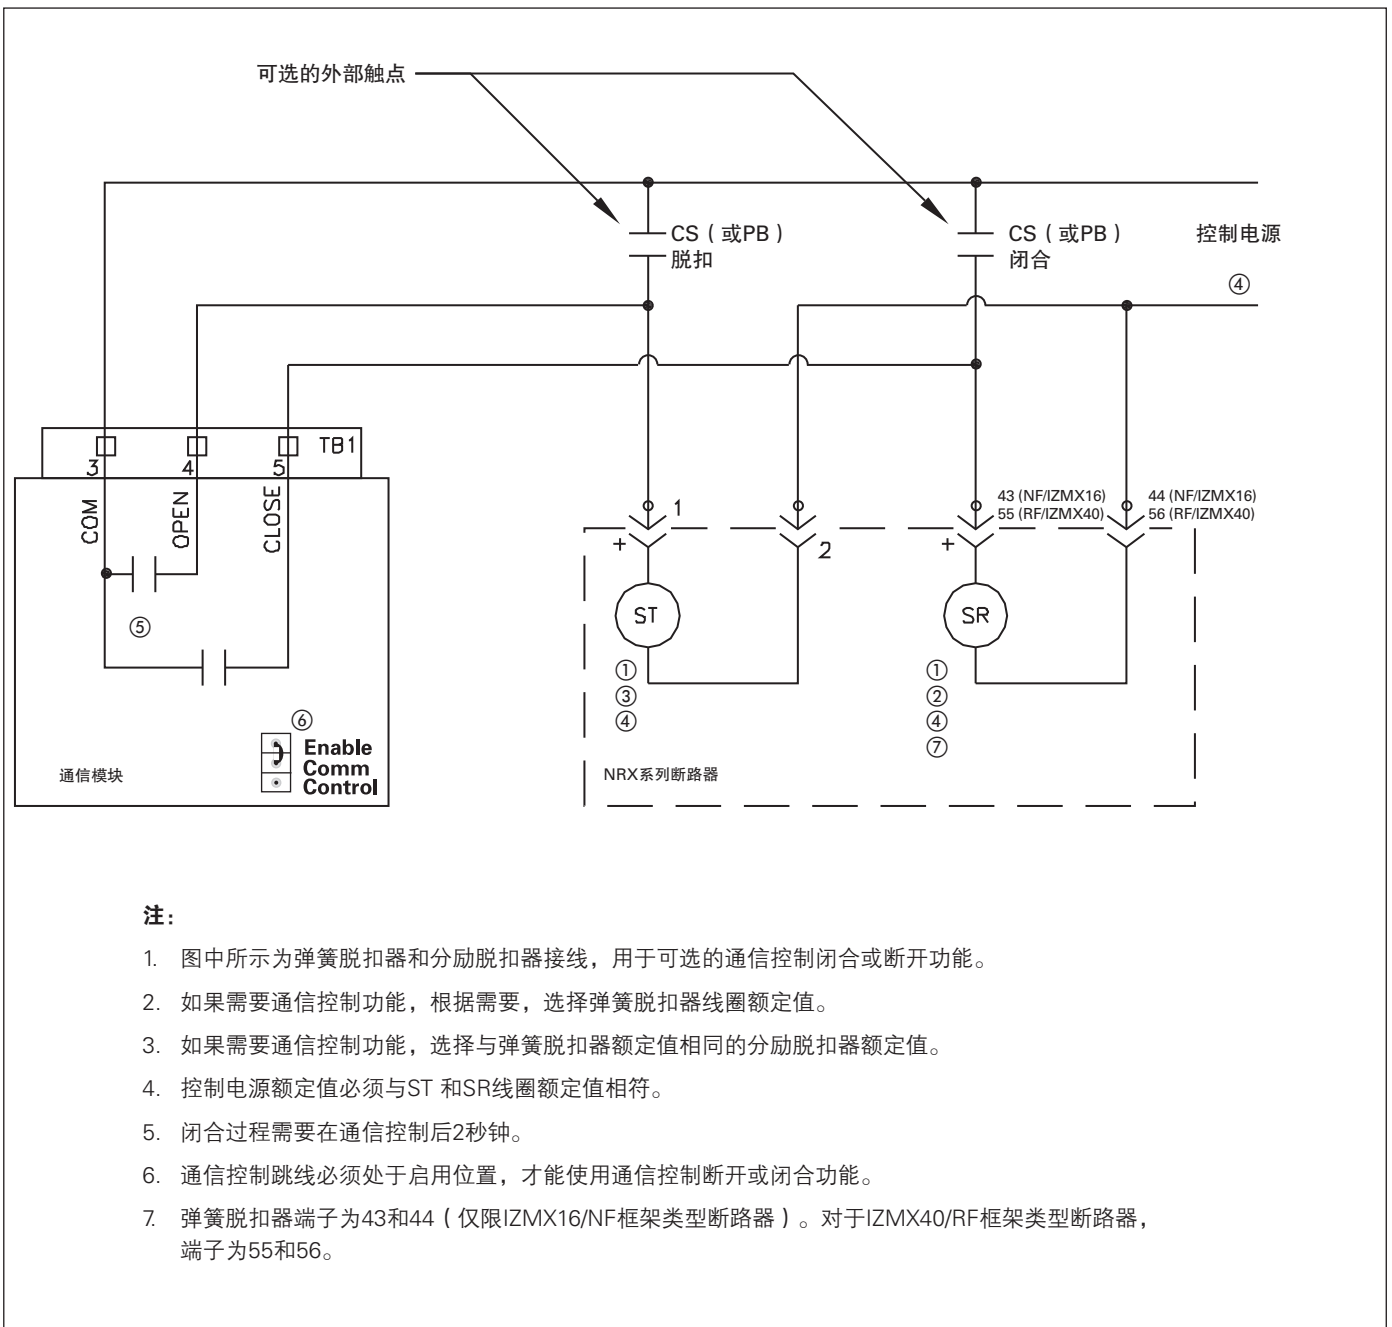 可选的外部触点
CS（或PB）
脱扣
CS（或PB）
闭合
控制电源
④
TB1
3
4
5
COM
OPEN
CLOSE
⑤
⑥
Enable
Comm
Control
通信模块
1
2
43 (NF/IZMX16)
55 (RF/IZMX40)
44 (NF/IZMX16)
56 (RF/IZMX40)
+
+
ST
SR
①
③
④
①
②
④
⑦
NRX系列断路器
注：
1. 图中所示为弹簧脱扣器和分励脱扣器接线，用于可选的通信控制闭合或断开功能。
2. 如果需要通信控制功能，根据需要，选择弹簧脱扣器线圈额定值。
3. 如果需要通信控制功能，选择与弹簧脱扣器额定值相同的分励脱扣器额定值。
4. 控制电源额定值必须与ST 和SR线圈额定值相符。
5. 闭合过程需要在通信控制后2秒钟。
6. 通信控制跳线必须处于启用位置，才能使用通信控制断开或闭合功能。
7. 弹簧脱扣器端子为43和44（仅限IZMX16/NF框架类型断路器）。对于IZMX40/RF框架类型断路器，
端子为55和56。